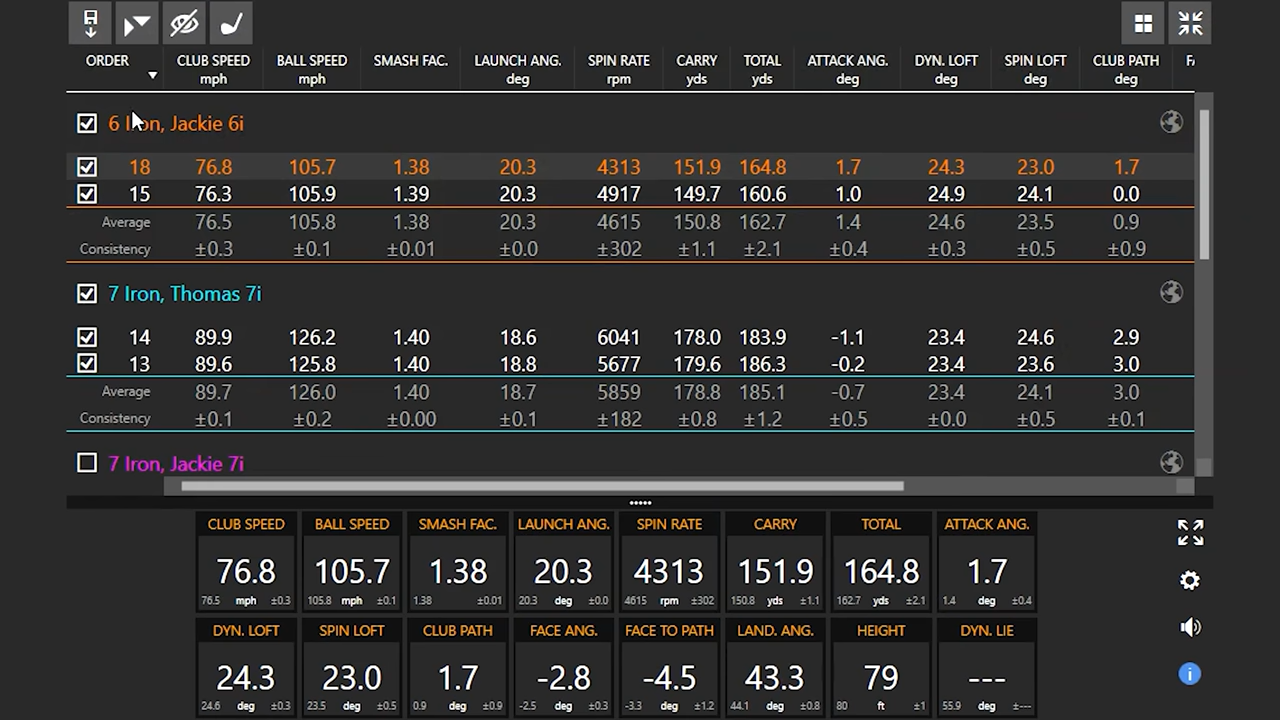 ORDER CLUB SPEED mph BALL SPEED mph SMASH FAC. LAUNCH ANG. deg SPIN RATE rpm CARRY yds TOTAL yds ATTACK ANG. deg DYN. LOFT deg SPIN LOFT deg CLUB PATH deg
6 Iron, Jackie 6i
18 76.8 105.7 1.38 20.3 4313 151.9 164.8 1.7 24.3 23.0 1.7
15 76.3 105.9 1.39 20.3 4917 149.7 160.6 1.0 24.9 24.1 0.0
Average 76.5 105.8 1.38 20.3 4615 150.8 162.7 1.4 24.6 23.5 0.9
Consistency ±0.3 ±0.1 ±0.01 ±0.0 ±302 ±1.1 ±2.1 ±0.4 ±0.3 ±0.5 ±0.9
7 Iron, Thomas 7i
14 89.9 126.2 1.40 18.6 6041 178.0 183.9 -1.1 23.4 24.6 2.9
13 89.6 125.8 1.40 18.8 5677 179.6 186.3 -0.2 23.4 23.6 3.0
Average 89.7 126.0 1.40 18.7 5859 178.8 185.1 -0.7 23.4 24.1 3.0
Consistency ±0.1 ±0.2 ±0.00 ±0.1 ±182 ±0.8 ±1.2 ±0.5 ±0.0 ±0.5 ±0.1
7 Iron, Jackie 7i
CLUB SPEED BALL SPEED SMASH FAC. LAUNCH ANG. SPIN RATE CARRY TOTAL ATTACK ANG.
76.8 105.7 1.38 20.3 4313 151.9 164.8 1.7
76.5 mph ±0.3 105.8 mph ±0.1 1.38 ±0.01 20.3 deg ±0.0 4615 rpm ±302 150.8 yds ±1.1 162.7 yds ±2.1 1.4 deg ±0.4
DYN. LOFT SPIN LOFT CLUB PATH FACE ANG. FACE TO PATH LAND. ANG. HEIGHT DYN. LIE
24.3 23.0 1.7 -2.8 -4.5 43.3 79 ---
24.6 deg ±0.3 23.5 deg ±0.5 0.9 deg ±0.9 -2.5 deg ±0.3 -3.3 deg ±1.2 44.1 deg ±0.8 80 ft ±1 55.9 deg ±---